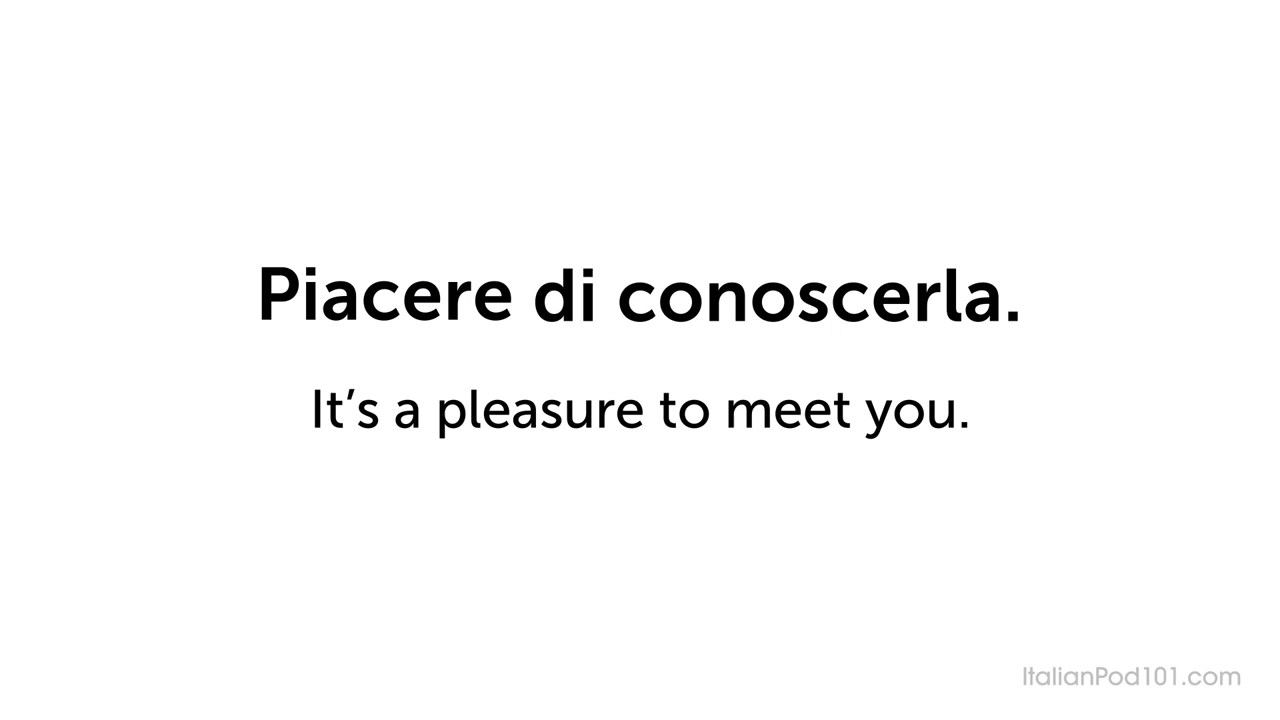 Piacere di conoscerla.
It’s a pleasure to meet you.
ItalianPod101.com